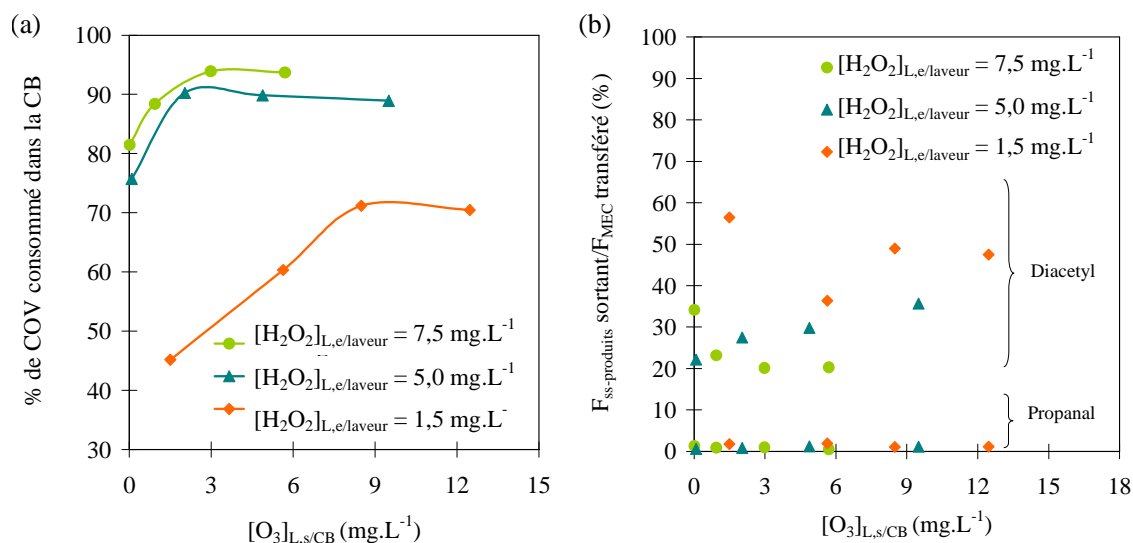 (a)
100
90
80
70
60
50
40
30
% de COV consommé dans la CB
0 3 6 9 12 15
[O₃]L,s/CB (mg.L⁻¹)
[H₂O₂]L,e/laveur = 7,5 mg.L⁻¹
[H₂O₂]L,e/laveur = 5,0 mg.L⁻¹
[H₂O₂]L,e/laveur = 1,5 mg.L⁻
(b)
100
90
80
70
60
50
40
30
20
10
0
Fss-produits sortant/FMEC transféré (%)
0 3 6 9 12 15 18
[O₃]L,s/CB (mg.L⁻¹)
[H₂O₂]L,e/laveur = 7,5 mg.L⁻¹
[H₂O₂]L,e/laveur = 5,0 mg.L⁻¹
[H₂O₂]L,e/laveur = 1,5 mg.L⁻¹
Diacetyl
Propanal